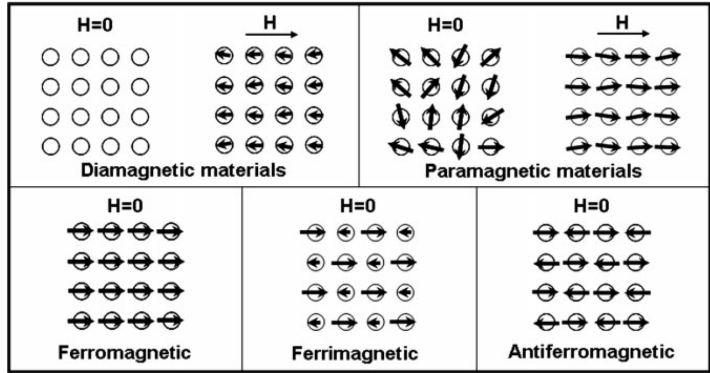 H=0
H
H=0
H
Diamagnetic materials
Paramagnetic materials
H=0
H=0
H=0
Ferromagnetic
Ferrimagnetic
Antiferromagnetic